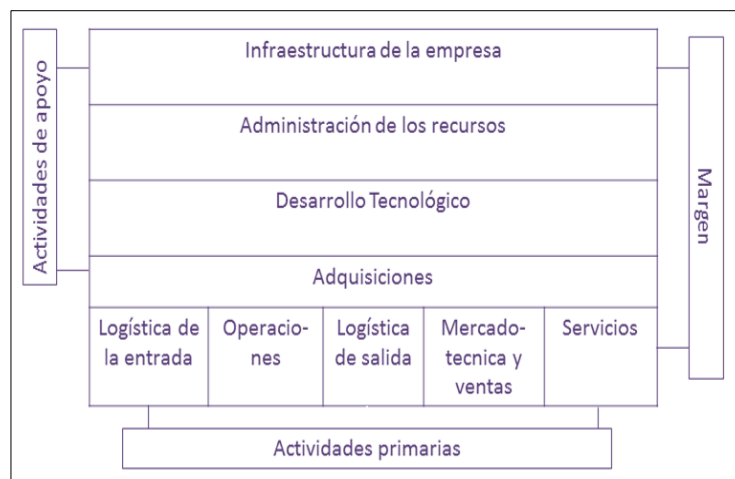 Actividades de apoyo
Infraestructura de la empresa
Administración de los recursos
Desarrollo Tecnológico
Adquisiciones
Logística de
la entrada
Operacio-
nes
Logística
de salida
Mercado-
tecnica y
ventas
Servicios
Margen
Actividades primarias